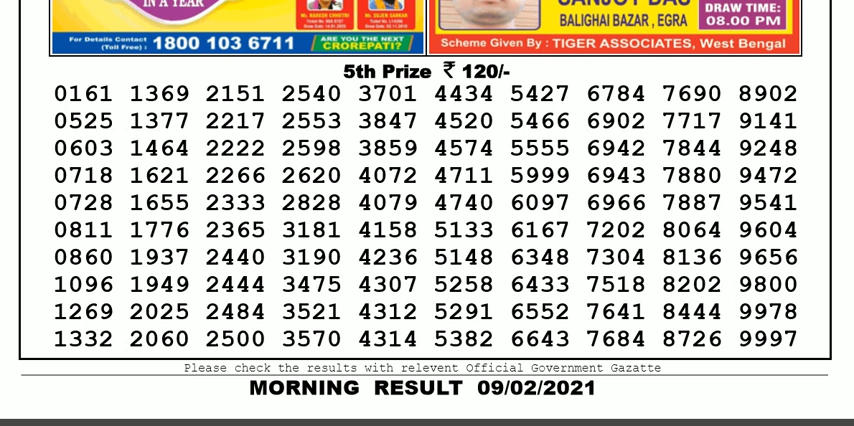 IN A YEAR
For Details Contact
(Toll Free) : 1800 103 6711
ARE YOU THE NEXT
CROREPATI?
SANJOY DAS
BALIGHAI BAZAR, EGRA
DRAW TIME:
08.00 PM
Scheme Given By : TIGER ASSOCIATES, West Bengal
5th Prize ₹ 120/-
0161 1369 2151 2540 3701 4434 5427 6784 7690 8902
0525 1377 2217 2553 3847 4520 5466 6902 7717 9141
0603 1464 2222 2598 3859 4574 5555 6942 7844 9248
0718 1621 2266 2620 4072 4711 5999 6943 7880 9472
0728 1655 2333 2828 4079 4740 6097 6966 7887 9541
0811 1776 2365 3181 4158 5133 6167 7202 8064 9604
0860 1937 2440 3190 4236 5148 6348 7304 8136 9656
1096 1949 2444 3475 4307 5258 6433 7518 8202 9800
1269 2025 2484 3521 4312 5291 6552 7641 8444 9978
1332 2060 2500 3570 4314 5382 6643 7684 8726 9997
Please check the results with relevent Official Government Gazatte
MORNING RESULT 09/02/2021